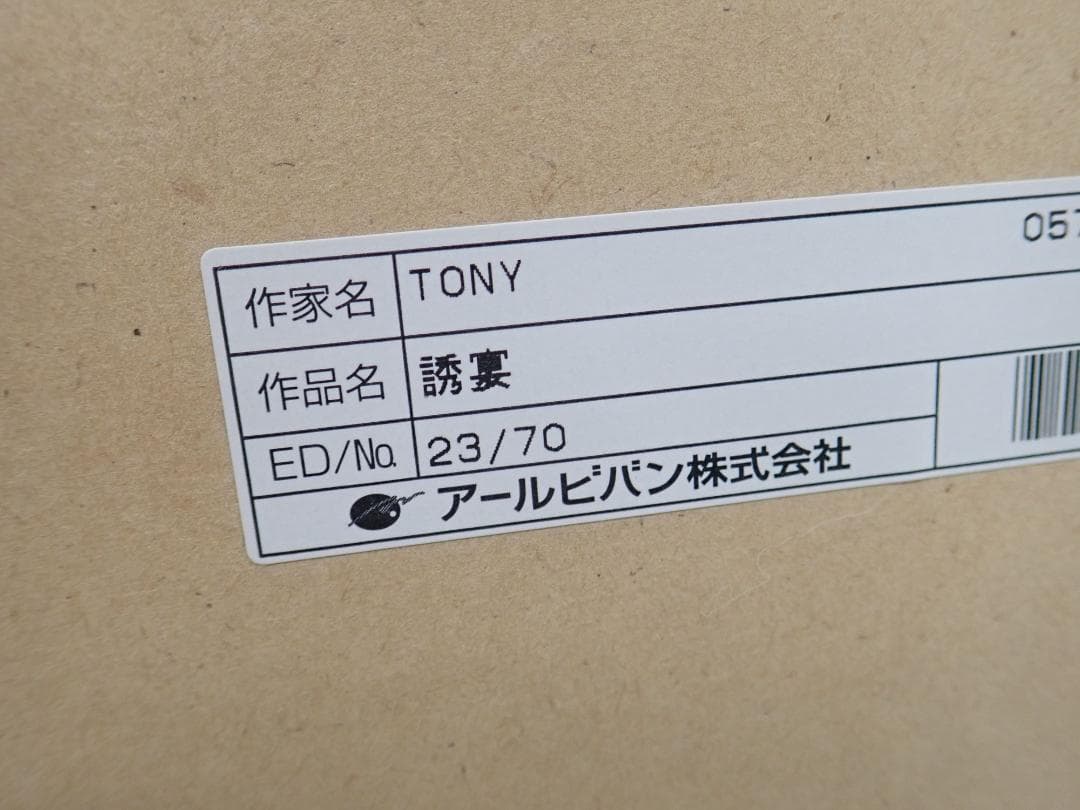 057
作家名 TONY
作品名 誘宴
ED/No. 23/70
アールビバン株式会社